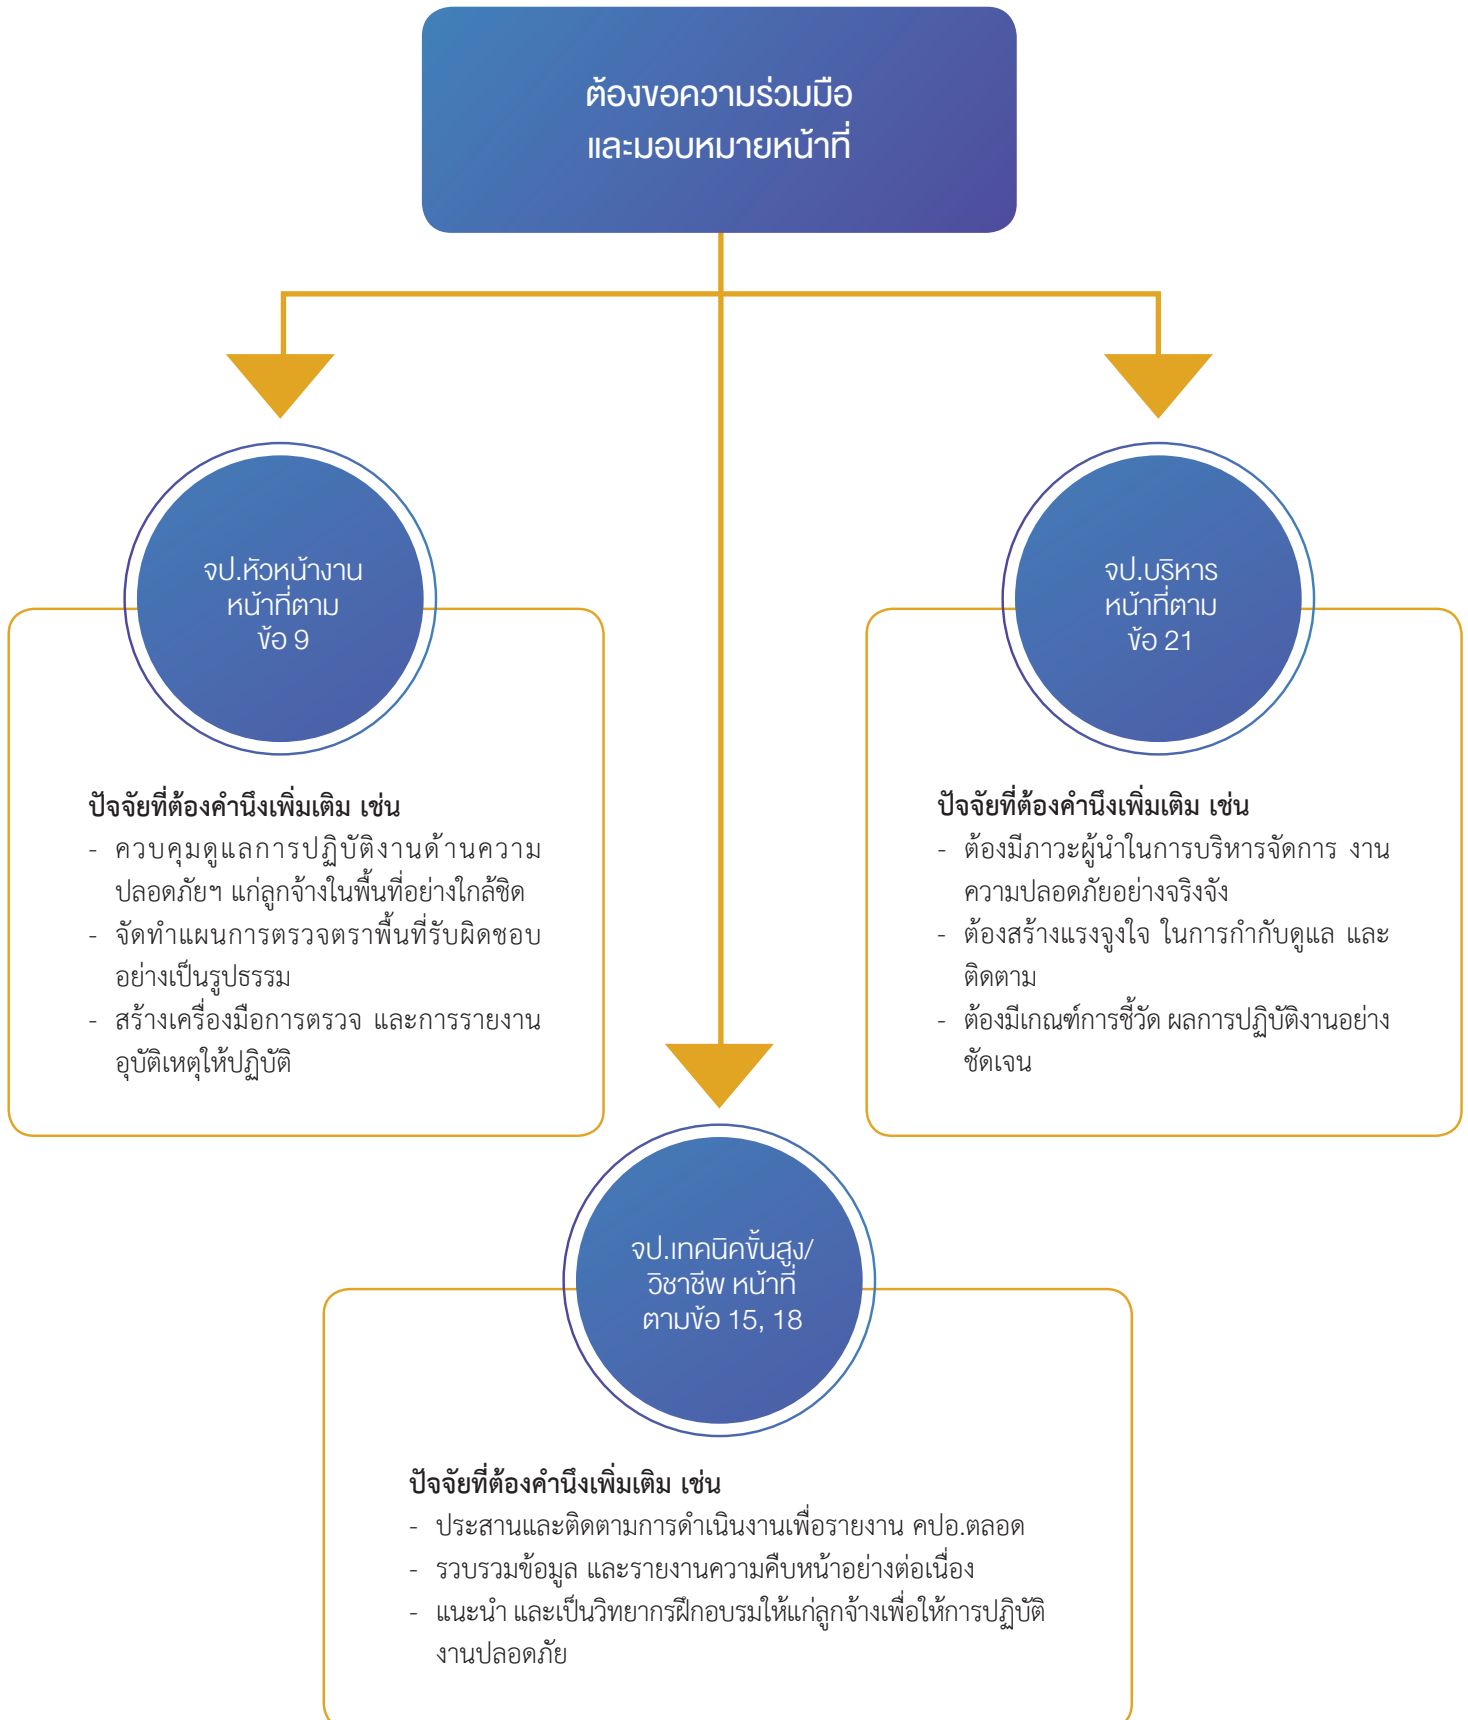 ต้องขอความร่วมมือ
และมอบหมายหน้าที่
จป.หัวหน้างาน
หน้าที่ตาม
ข้อ 9
ปัจจัยที่ต้องคำนึงเพิ่มเติม เช่น
- ควบคุมดูแลการปฏิบัติงานด้านความ
ปลอดภัยฯ แก่ลูกจ้างในพื้นที่อย่างใกล้ชิด
- จัดทำแผนการตรวจตราพื้นที่รับผิดชอบ
อย่างเป็นรูปธรรม
- สร้างเครื่องมือการตรวจ และการรายงาน
อุบัติเหตุให้ปฏิบัติ
จป.บริหาร
หน้าที่ตาม
ข้อ 21
ปัจจัยที่ต้องคำนึงเพิ่มเติม เช่น
- ต้องมีภาวะผู้นำในการบริหารจัดการ งาน
ความปลอดภัยอย่างจริงจัง
- ต้องสร้างแรงจูงใจ ในการกำกับดูแล และ
ติดตาม
- ต้องมีเกณฑ์การชี้วัด ผลการปฏิบัติงานอย่าง
ชัดเจน
จป.เทคนิคขั้นสูง/
วิชาชีพ หน้าที่
ตามข้อ 15, 18
ปัจจัยที่ต้องคำนึงเพิ่มเติม เช่น
- ประสานและติดตามการดำเนินงานเพื่อรายงาน คปอ.ตลอด
- รวบรวมข้อมูล และรายงานความคืบหน้าอย่างต่อเนื่อง
- แนะนำ และเป็นวิทยากรฝึกอบรมให้แก่ลูกจ้างเพื่อให้การปฏิบัติ
งานปลอดภัย